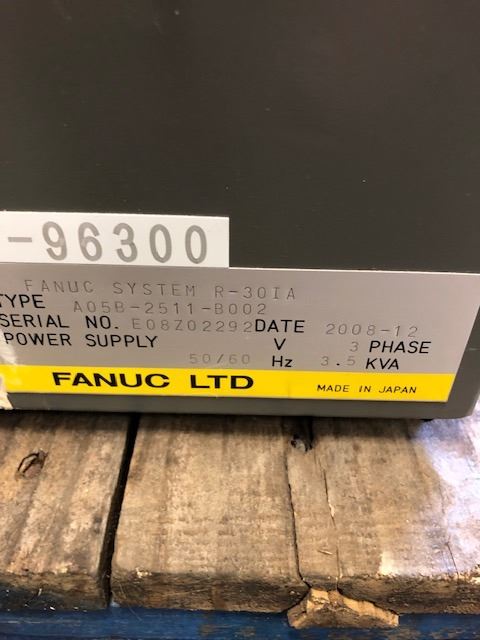 -96300
FANUC SYSTEM R-30IA
TYPE A05B-2511-B002
SERIAL NO. E08Z02292 DATE 2008-12
POWER SUPPLY V 3 PHASE
50/60 Hz 3.5 KVA
FANUC LTD MADE IN JAPAN